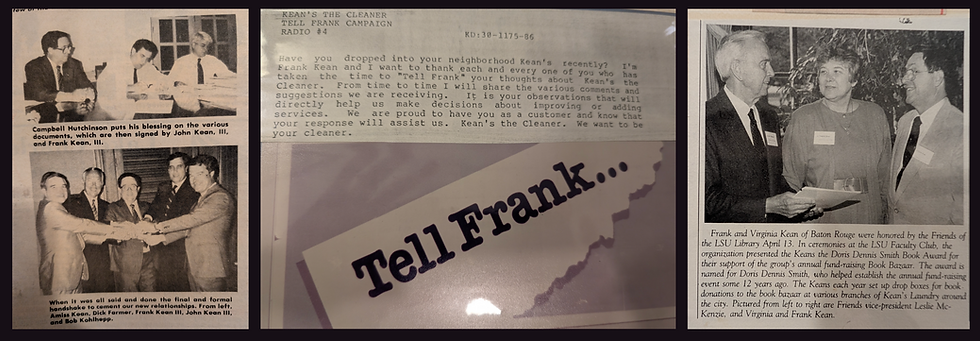 Campbell Hutchinson puts his blessing on the various
documents, which are then signed by John Kean, III,
and Frank Kean, III.
When it was all said and done the final and formal
handshake to cement our new relationships. From left,
Amiss Kean, Dick Farmer, Frank Kean III, John Kean III,
and Bob Kohlhepp.
KEAN'S THE CLEANER
TELL FRANK CAMPAIGN
RADIO #4
KD:30-1175-86
Have you dropped into your neighborhood Kean's recently? I'm
Frank Kean and I want to thank each and every one of you who has
taken the time to "Tell Frank" your thoughts about Kean's the
Cleaner. From time to time I will share the various comments and
suggestions we are receiving. It is your observations that will
directly help us make decisions about improving or adding
services. We are proud to have you as a customer and know that
your response will assist us. Kean's the Cleaner. We want to be
your cleaner.
Tell Frank...
Frank and Virginia Kean of Baton Rouge were honored by the Friends of
the LSU Library April 13. In ceremonies at the LSU Faculty Club, the
organization presented the Keans the Doris Dennis Smith Book Award for
their support of the group's annual fund-raising Book Bazaar. The award is
named for Doris Dennis Smith, who helped establish the annual fund-raising
event some 12 years ago. The Keans each year set up drop boxes for book
donations to the book bazaar at various branches of Kean's Laundry around
the city. Pictured from left to right are Friends vice-president Leslie Mc-
Kenzie, and Virginia and Frank Kean.